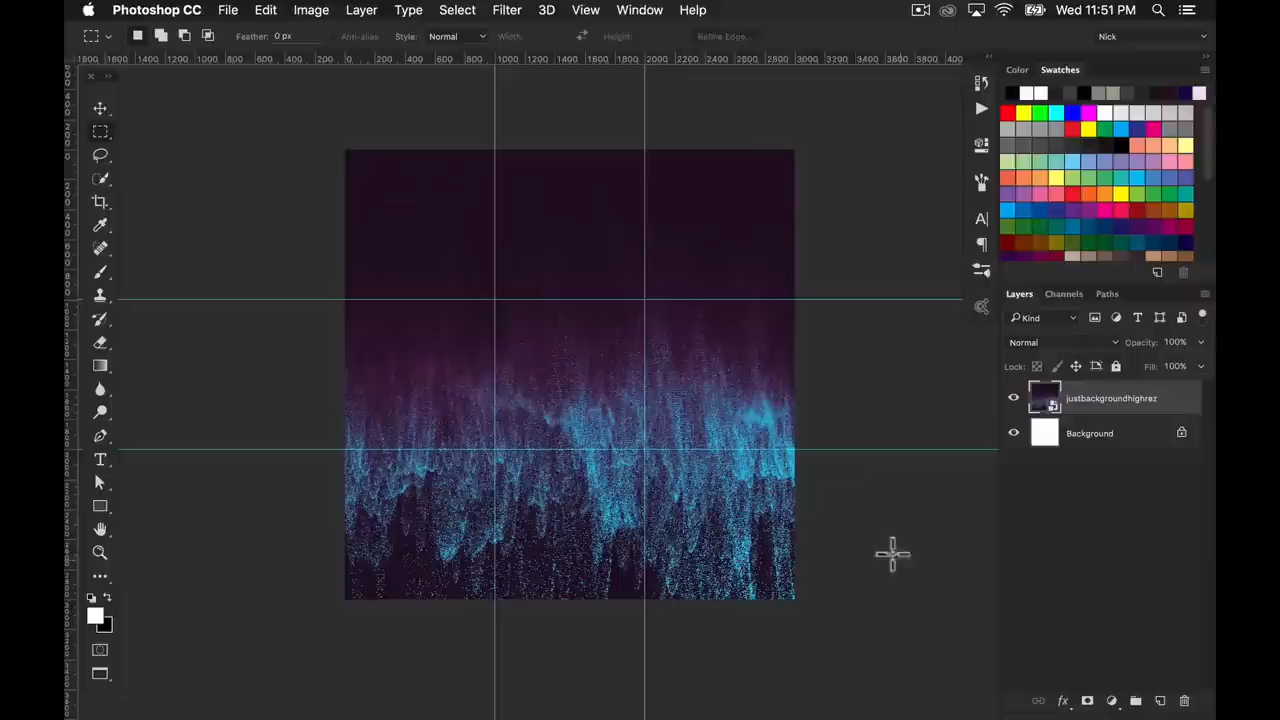 Photoshop CC File Edit Image Layer Type Select Filter 3D View Window Help Wed 11:51 PM
Feather: 0 px Anti-alias Style: Normal Width: Height: Refine Edge... Nick
1800 1600 1400 1200 1000 800 600 400 200 0 200 400 600 800 1000 1200 1400 1600 1800 2000 2200 2400 2600 2800 3000 3200 3400 3600 3800 400
Color Swatches
Layers Channels Paths
Kind
Normal Opacity: 100%
Lock: Fill: 100%
justbackgroundhighrez
Background